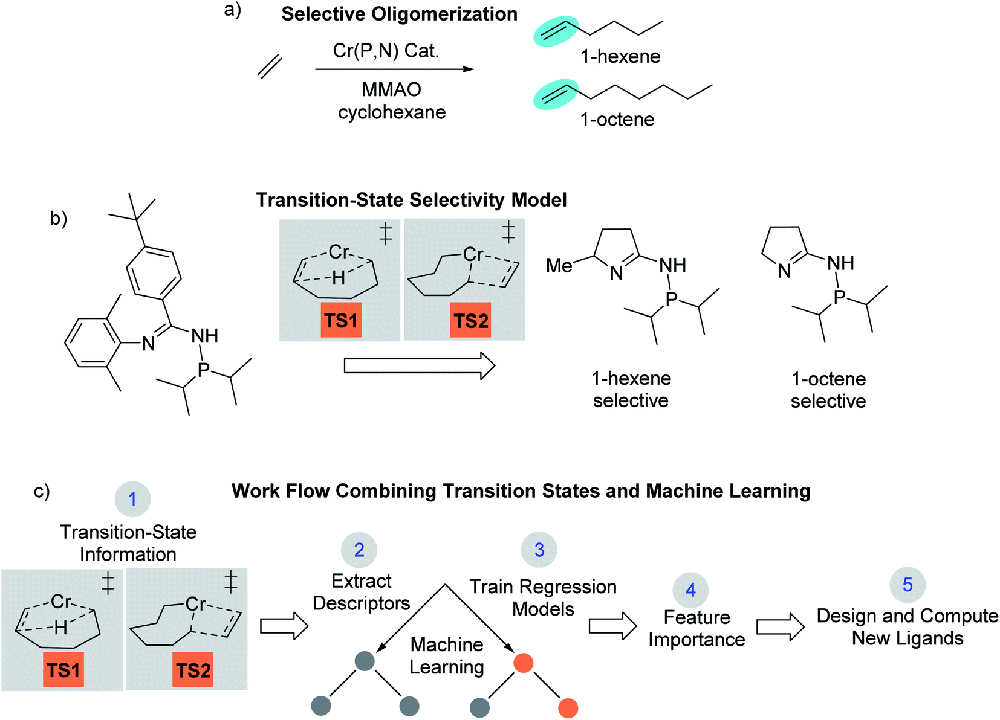 a)
Selective Oligomerization
Cr(P,N) Cat.
MMAO
cyclohexane
1-hexene
1-octene
b)
Transition-State Selectivity Model
N
NH
P
Cr
H
‡
TS1
Cr
‡
TS2
Me
N
NH
P
1-hexene
selective
N
NH
P
1-octene
selective
c)
Work Flow Combining Transition States and Machine Learning
1
Transition-State
Information
Cr
H
‡
TS1
Cr
‡
TS2
2
Extract
Descriptors
3
Train Regression
Models
Machine
Learning
4
Feature
Importance
5
Design and Compute
New Ligands